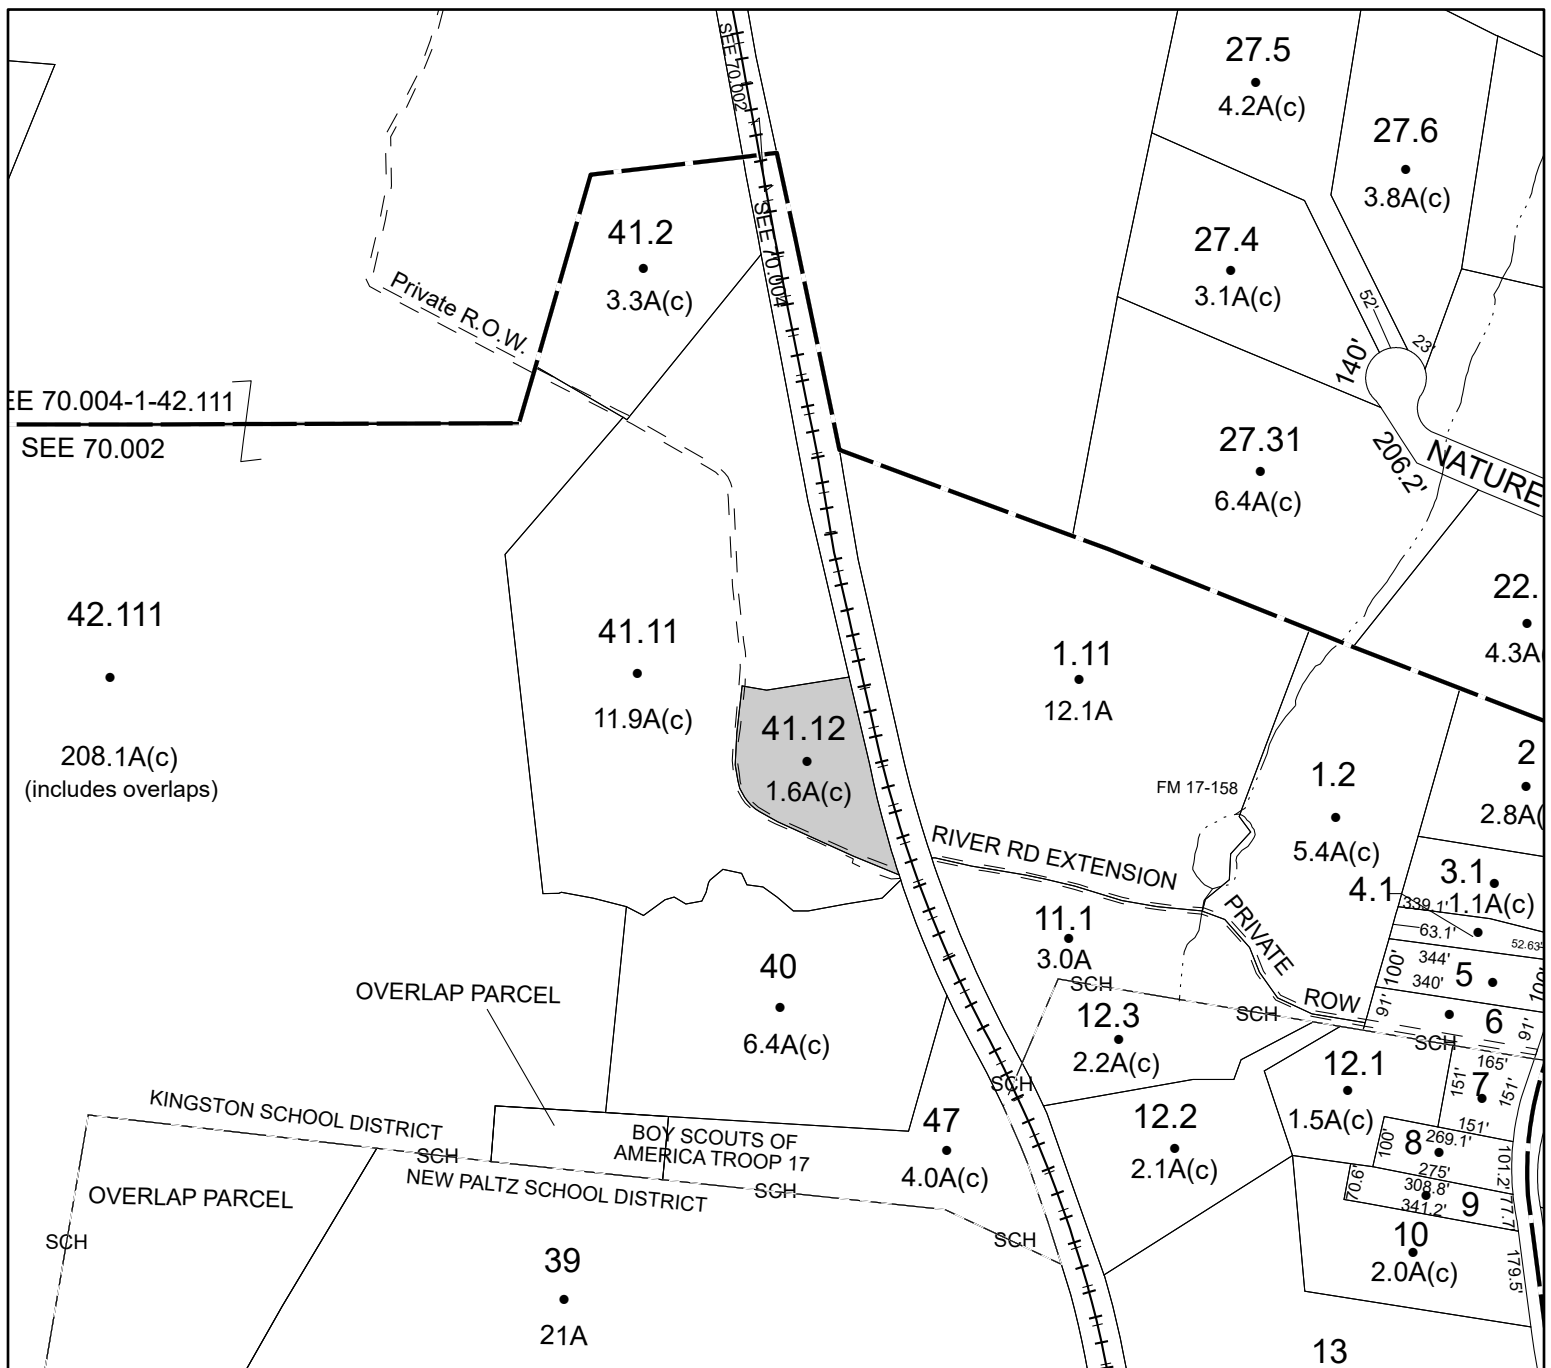 SEE 70.002
27.5
4.2A(c)
27.6
3.8A(c)
41.2
3.3A(c)
SEE 70.004
27.4
3.1A(c)
Private R.O.W.
52'
23'
140'
EE 70.004-1-42.111
SEE 70.002
27.31
6.4A(c)
206.2'
NATURE
42.111
208.1A(c)
(includes overlaps)
41.11
11.9A(c)
41.12
1.6A(c)
1.11
12.1A
22.
4.3A(
FM 17-158
1.2
5.4A(c)
2
2.8A(
RIVER RD EXTENSION
PRIVATE
ROW
3.1
1.1A(c)
4.1
339.1'
63.1'
52.63'
11.1
3.0A
SCH
344'
340'
100'
5
100'
91'
6
91'
SCH
SCH
40
6.4A(c)
OVERLAP PARCEL
12.3
2.2A(c)
SCH
12.1
1.5A(c)
165'
151'
7
151'
151'
KINGSTON SCHOOL DISTRICT
SCH
NEW PALTZ SCHOOL DISTRICT
BOY SCOUTS OF
AMERICA TROOP 17
SCH
47
4.0A(c)
12.2
2.1A(c)
100'
8
269.1'
275'
101.2'
70.6'
308.8'
341.2'
9
77.7'
OVERLAP PARCEL
SCH
SCH
39
21A
10
2.0A(c)
179.5'
13